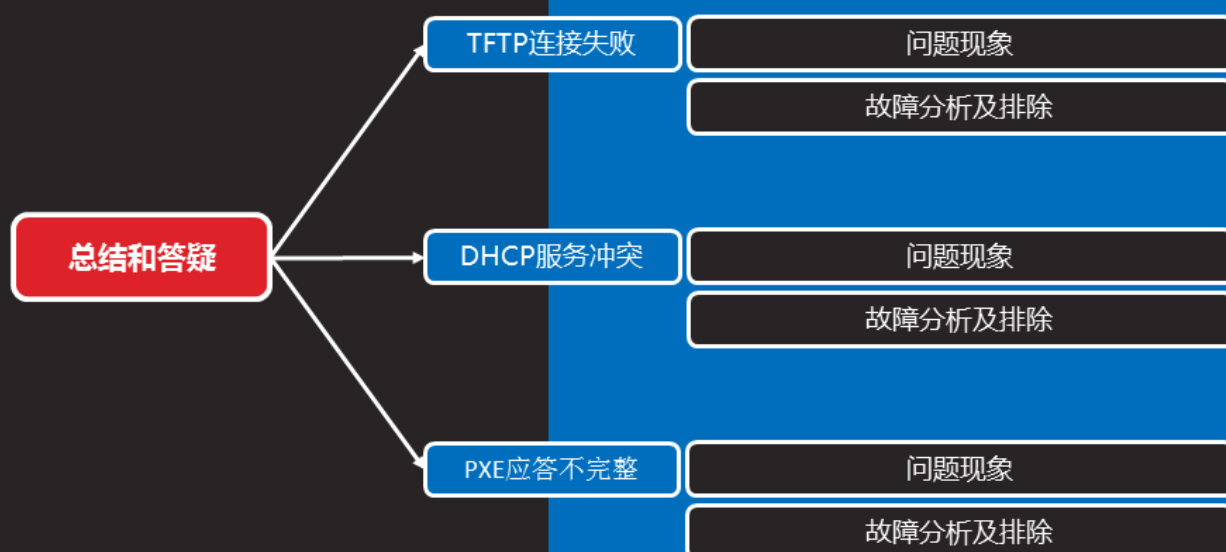 总结和答疑
TFTP连接失败
问题现象
故障分析及排除
DHCP服务冲突
问题现象
故障分析及排除
PXE应答不完整
问题现象
故障分析及排除